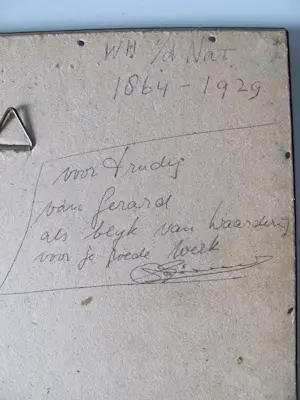 WH v/d Nat.
1864-1929
voor Trudy
van Gerard
als blyk van waardering
voor je goede werk